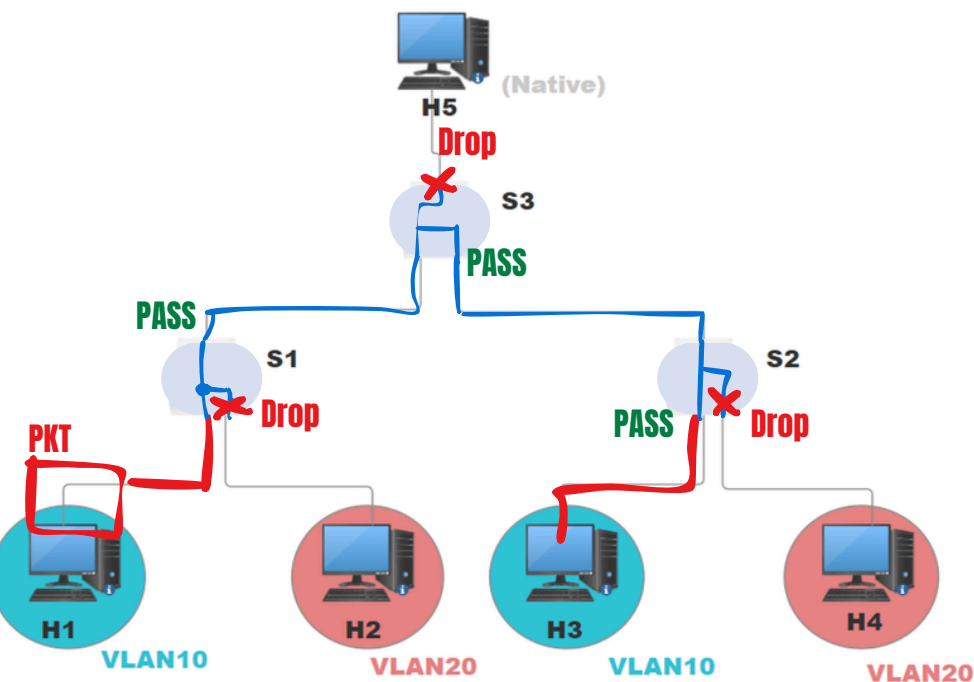 (Native)
H5
Drop
S3
PASS
PASS
S1
S2
Drop
PASS
Drop
PKT
H1
H2
H3
H4
VLAN10
VLAN20
VLAN10
VLAN20